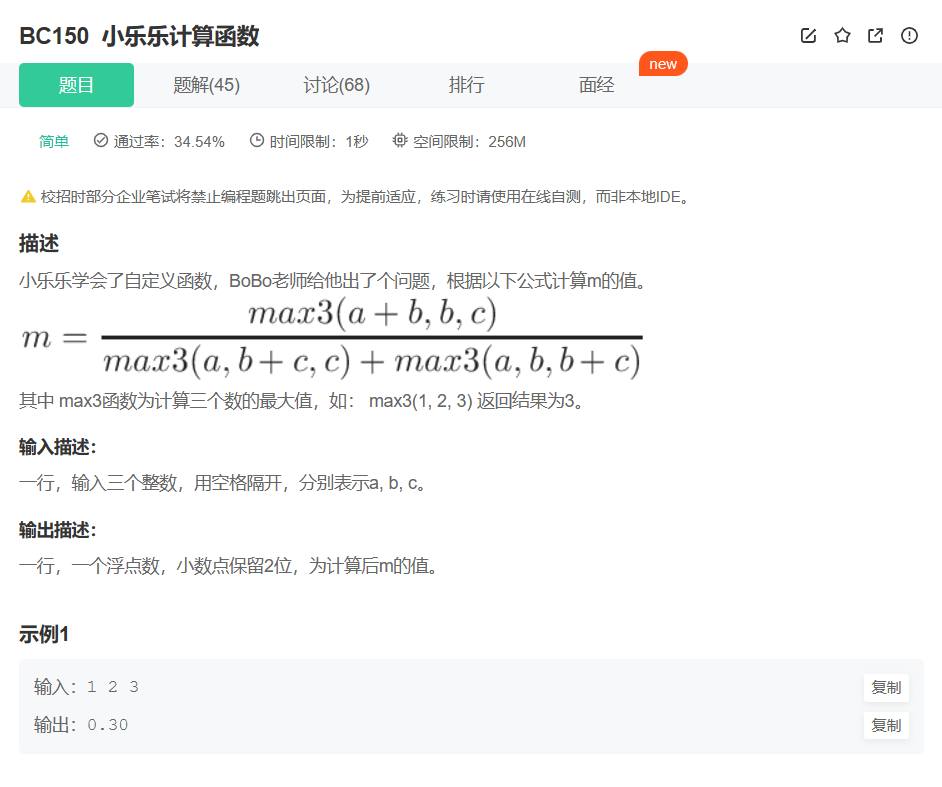 BC150 小乐乐计算函数
题目 题解(45) 讨论(68) 排行 面经 new
简单 通过率：34.54% 时间限制：1秒 空间限制：256M
校招时部分企业笔试将禁止编程题跳出页面，为提前适应，练习时请使用在线自测，而非本地IDE。
描述
小乐乐学会了自定义函数，BoBo老师给他出了个问题，根据以下公式计算m的值。
max3(a + b, b, c)
m =
max3(a, b + c, c) + max3(a, b, b + c)
其中 max3函数为计算三个数的最大值，如： max3(1, 2, 3) 返回结果为3。
输入描述：
一行，输入三个整数，用空格隔开，分别表示a, b, c。
输出描述：
一行，一个浮点数，小数点保留2位，为计算后m的值。
示例1
输入：1 2 3 复制
输出：0.30 复制